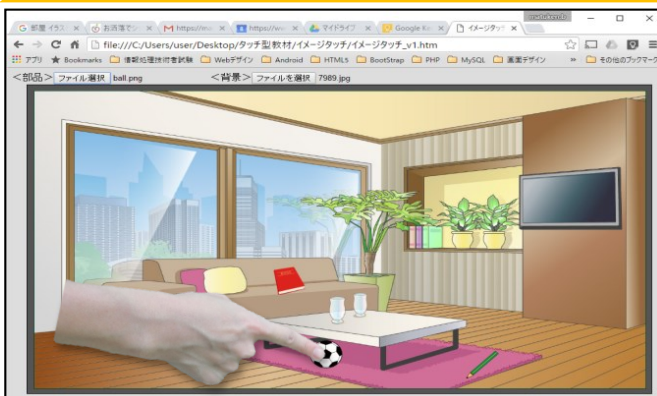 部屋 イラス
お洒落でシ
https://mu
https://ww
マイドライブ
Google Ke
イメージタッチ
file:///C:/Users/user/Desktop/タッチ型教材/イメージタッチ/イメージタッチ_v1.htm
アプリ Bookmarks 情報処理技術者試験 Webデザイン Android HTML5 BootStrap PHP MySQL 画面デザイン » その他のブックマーク
＜部品＞ ファイル選択 ball.png ＜背景＞ ファイルを選択 7989.jpg